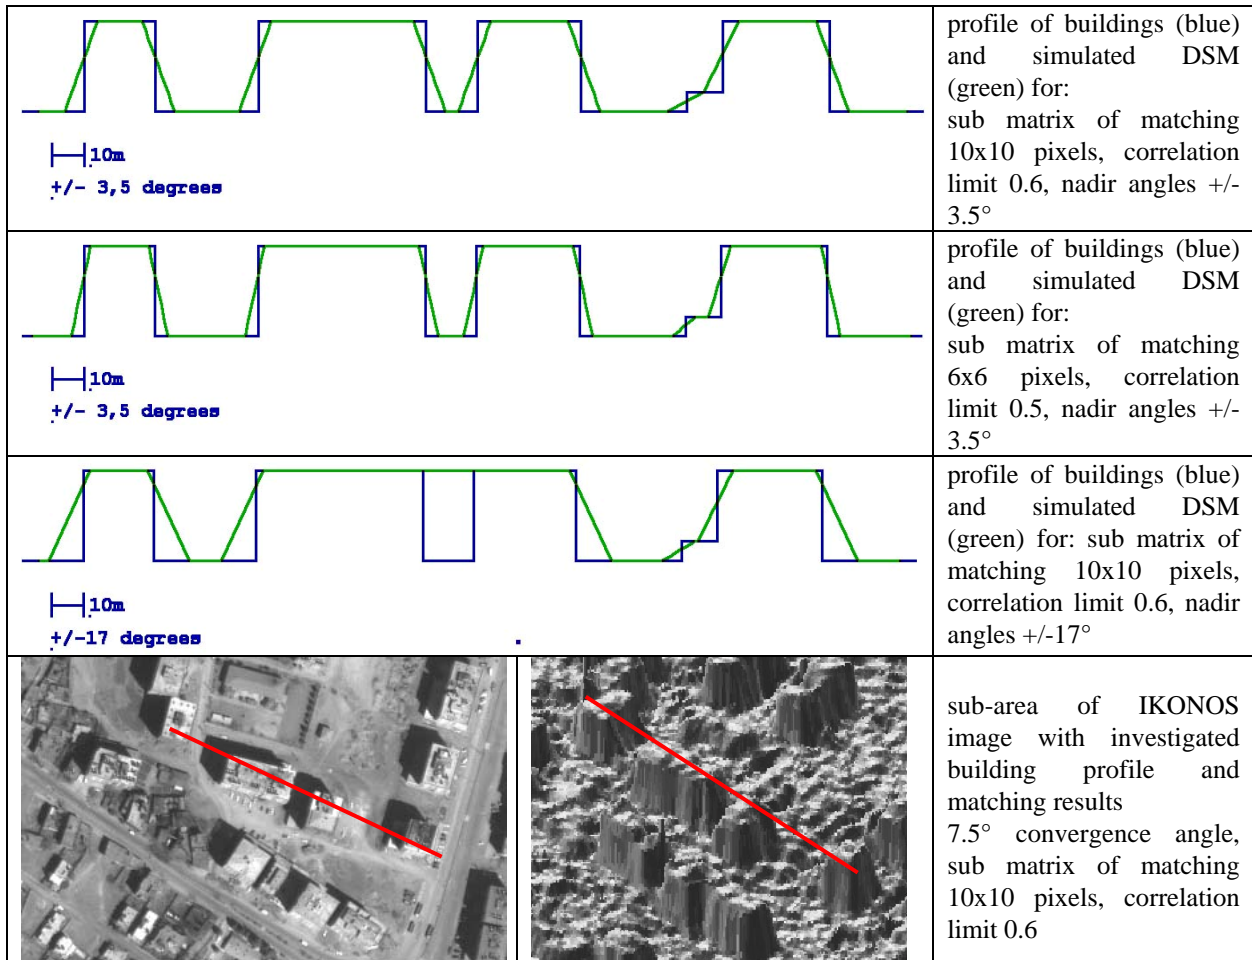 profile of buildings (blue)
and simulated DSM
(green) for:
sub matrix of matching
10x10 pixels, correlation
limit 0.6, nadir angles +/-
3.5°
10m
+/- 3,5 degrees
profile of buildings (blue)
and simulated DSM
(green) for:
sub matrix of matching
6x6 pixels, correlation
limit 0.5, nadir angles +/-
3.5°
10m
+/- 3,5 degrees
profile of buildings (blue)
and simulated DSM
(green) for: sub matrix of
matching 10x10 pixels,
correlation limit 0.6, nadir
angles +/-17°
10m
+/-17 degrees
sub-area of IKONOS
image with investigated
building profile and
matching results
7.5° convergence angle,
sub matrix of matching
10x10 pixels, correlation
limit 0.6